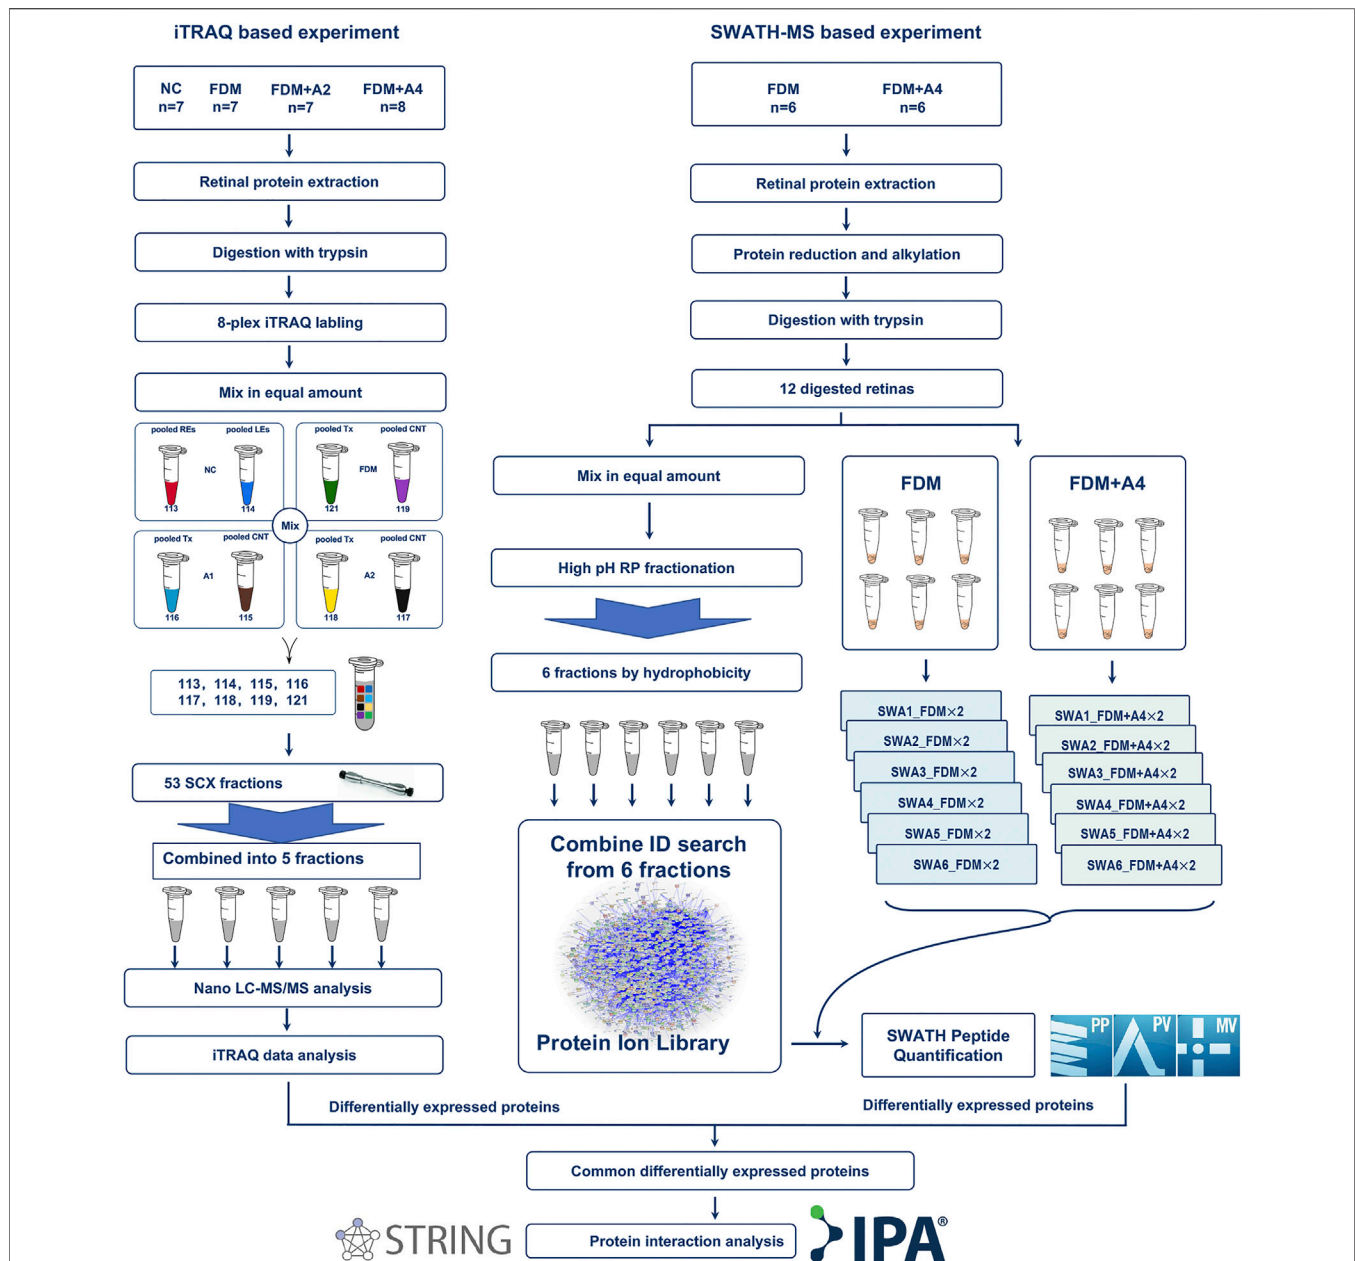 iTRAQ based experiment
NC FDM FDM+A2 FDM+A4
n=7 n=7 n=7 n=8
Retinal protein extraction
Digestion with trypsin
8-plex iTRAQ labling
Mix in equal amount
pooled REs pooled LEs
NC
113 114
pooled Tx pooled CNT
FDM
121 119
Mix
pooled Tx pooled CNT
A1
116 115
pooled Tx pooled CNT
A2
118 117
113, 114, 115, 116
117, 118, 119, 121
53 SCX fractions
Combined into 5 fractions
Nano LC-MS/MS analysis
iTRAQ data analysis
SWATH-MS based experiment
FDM FDM+A4
n=6 n=6
Retinal protein extraction
Protein reduction and alkylation
Digestion with trypsin
12 digested retinas
Mix in equal amount
High pH RP fractionation
6 fractions by hydrophobicity
Combine ID search
from 6 fractions
Protein Ion Library
FDM
SWA1_FDM×2
SWA2_FDM×2
SWA3_FDM×2
SWA4_FDM×2
SWA5_FDM×2
SWA6_FDM×2
FDM+A4
SWA1_FDM+A4×2
SWA2_FDM+A4×2
SWA3_FDM+A4×2
SWA4_FDM+A4×2
SWA5_FDM+A4×2
SWA6_FDM+A4×2
SWATH Peptide
Quantification
PP PV MV
Differentially expressed proteins
Differentially expressed proteins
Common differentially expressed proteins
STRING
Protein interaction analysis
IPA®